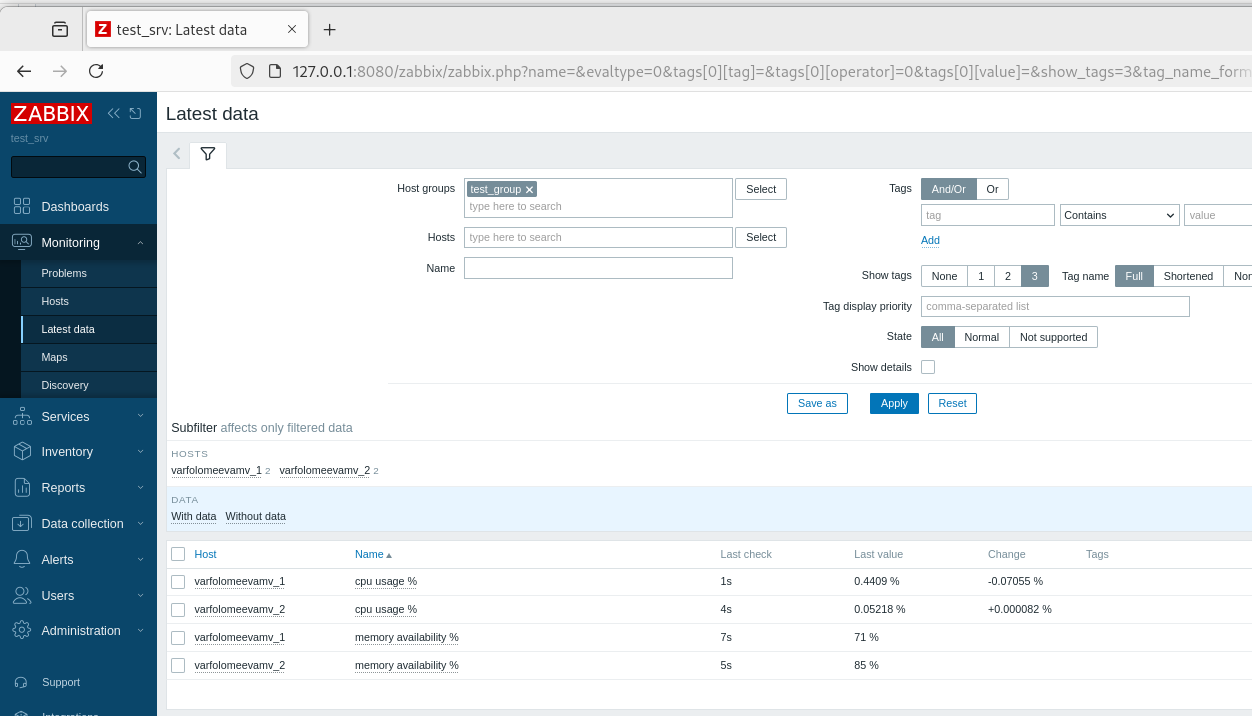 Z test_srv: Latest data
127.0.0.1:8080/zabbix/zabbix.php?name=&evaltype=0&tags[0][tag]=&tags[0][operator]=0&tags[0][value]=&show_tags=3&tag_name_form
ZABBIX
test_srv
Dashboards
Monitoring
Problems
Hosts
Latest data
Maps
Discovery
Services
Inventory
Reports
Data collection
Alerts
Users
Administration
Support
Integrations
Latest data
Host groups test_group type here to search Select
Hosts type here to search Select
Name
Tags And/Or Or
tag Contains value
Add
Show tags None 1 2 3 Tag name Full Shortened Non
Tag display priority comma-separated list
State All Normal Not supported
Show details
Save as Apply Reset
Subfilter affects only filtered data
HOSTS
varfolomeevamv_1 2 varfolomeevamv_2 2
DATA
With data Without data
Host Name Last check Last value Change Tags
varfolomeevamv_1 cpu usage % 1s 0.4409 % -0.07055 %
varfolomeevamv_2 cpu usage % 4s 0.05218 % +0.000082 %
varfolomeevamv_1 memory availability % 7s 71 %
varfolomeevamv_2 memory availability % 5s 85 %